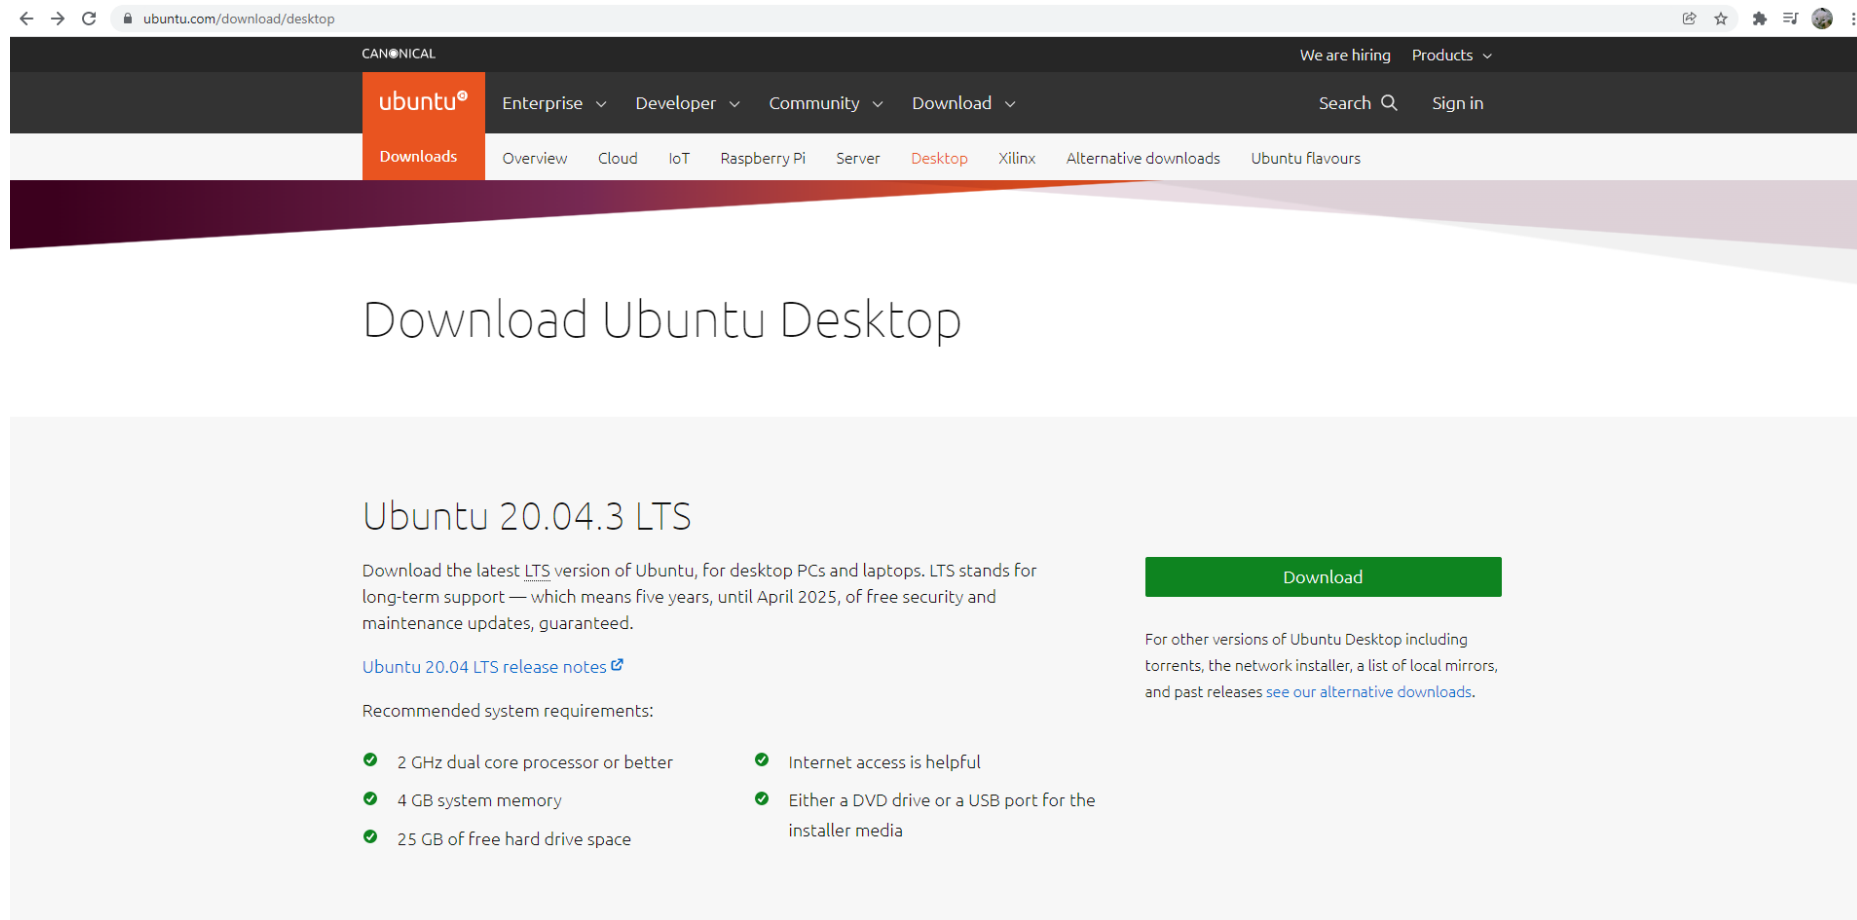 ubuntu.com/download/desktop
CANONICAL
We are hiring Products
ubuntu
Enterprise Developer Community Download
Search Sign in
Downloads
Overview Cloud IoT Raspberry Pi Server Desktop Xilinx Alternative downloads Ubuntu flavours
Download Ubuntu Desktop
Ubuntu 20.04.3 LTS
Download the latest LTS version of Ubuntu, for desktop PCs and laptops. LTS stands for
long-term support — which means five years, until April 2025, of free security and
maintenance updates, guaranteed.
Ubuntu 20.04 LTS release notes
Recommended system requirements:
2 GHz dual core processor or better
4 GB system memory
25 GB of free hard drive space
Internet access is helpful
Either a DVD drive or a USB port for the
installer media
Download
For other versions of Ubuntu Desktop including
torrents, the network installer, a list of local mirrors,
and past releases see our alternative downloads.